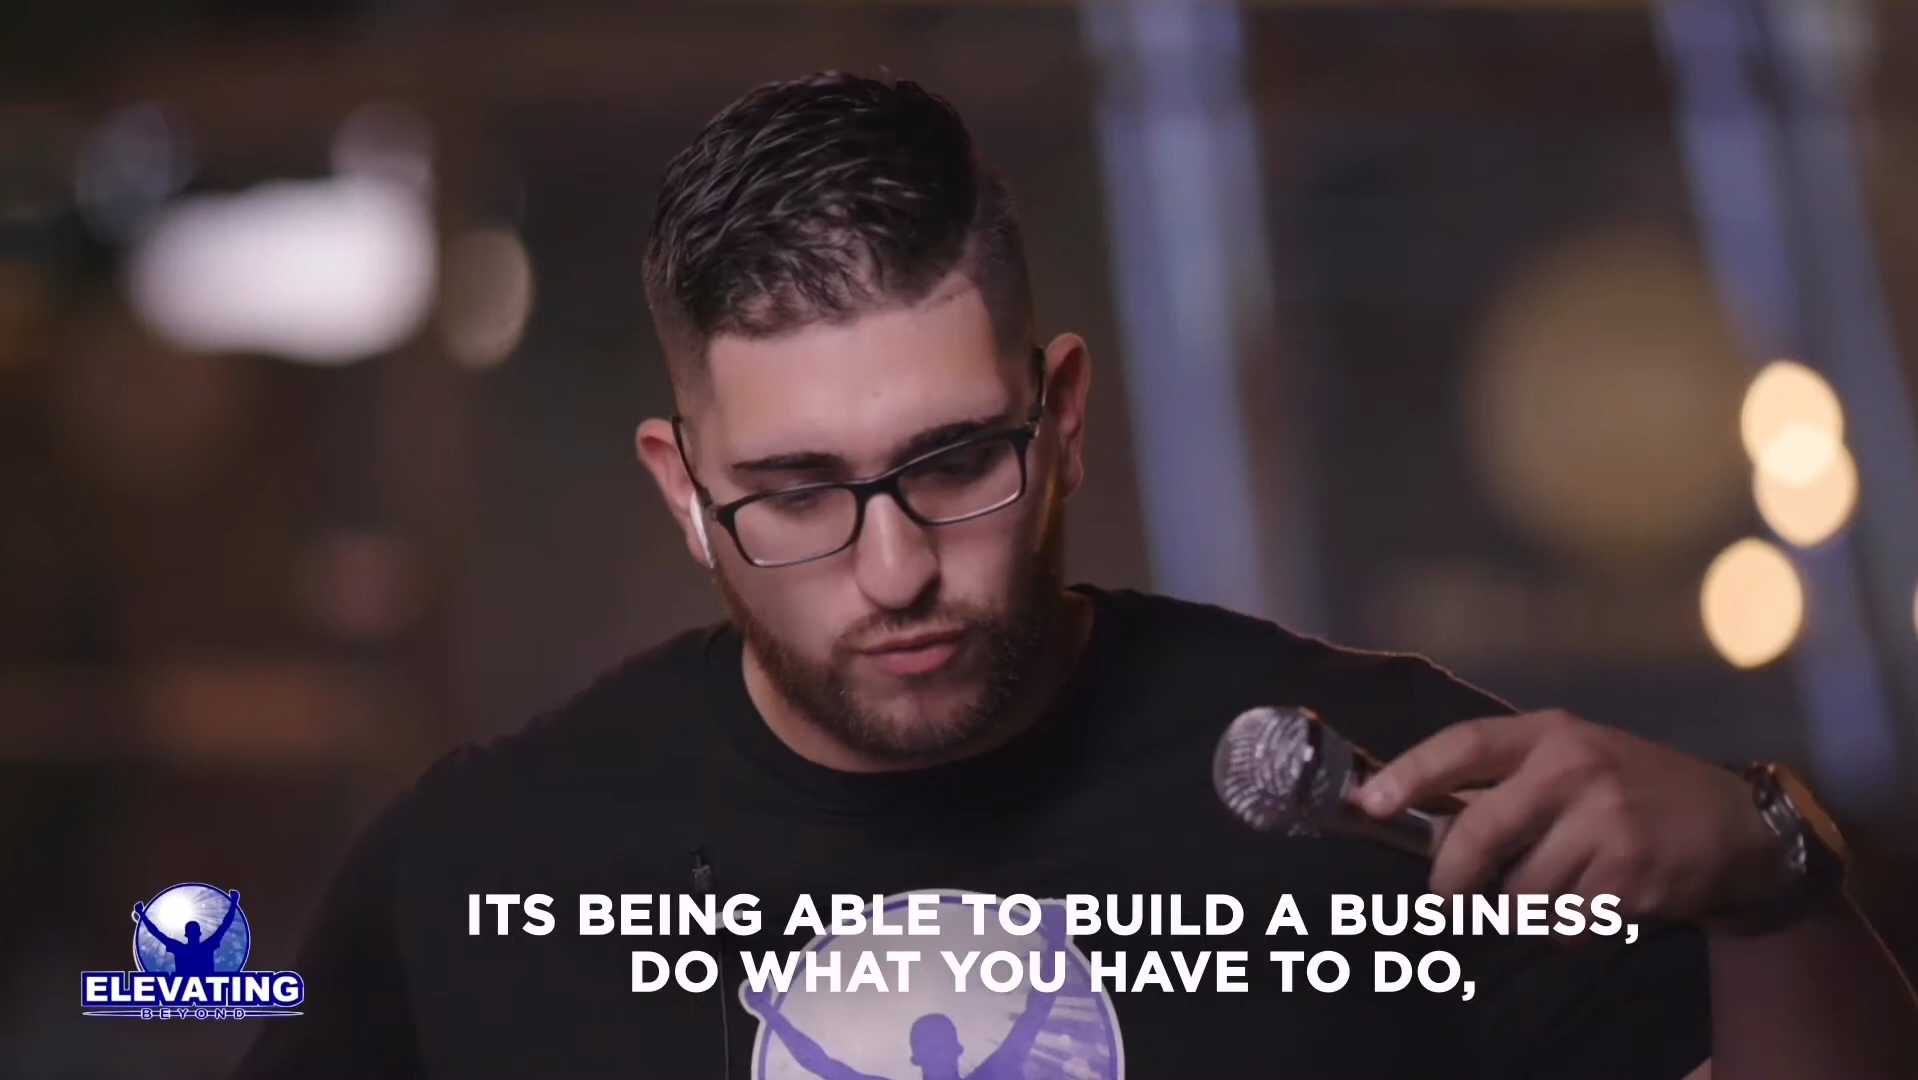 ITS BEING ABLE TO BUILD A BUSINESS,
DO WHAT YOU HAVE TO DO,
ELEVATING
BEYOND